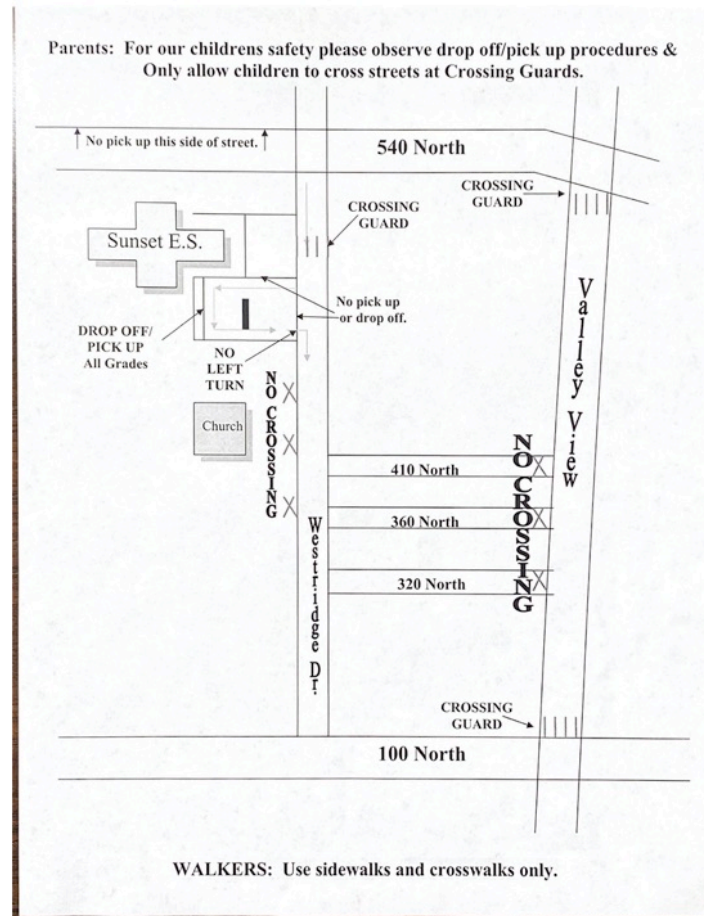 Parents: For our childrens safety please observe drop off/pick up procedures &
Only allow children to cross streets at Crossing Guards.
No pick up this side of street.
540 North
CROSSING
GUARD
CROSSING
GUARD
Sunset E.S.
No pick up
or drop off.
DROP OFF/
PICK UP
All Grades
NO
LEFT
TURN
NO CROSSING
Church
Valley View
NO CROSSING
410 North
360 North
320 North
Westridge Dr.
CROSSING
GUARD
100 North
WALKERS: Use sidewalks and crosswalks only.